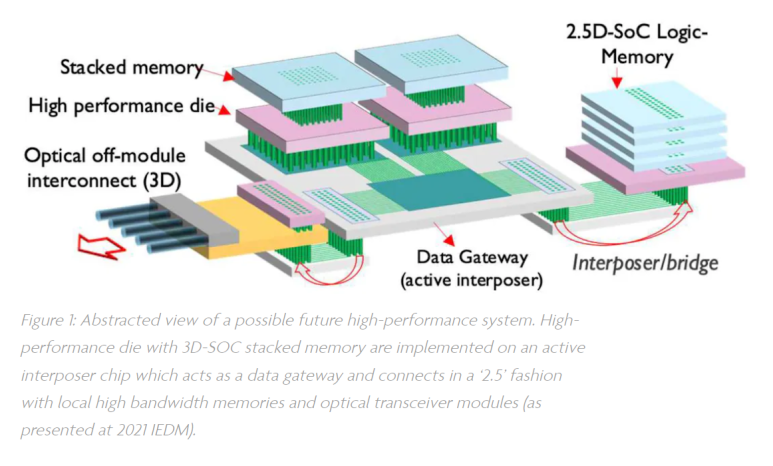 2.5D-SoC Logic-
Memory
Stacked memory
High performance die
Optical off-module
interconnect (3D)
Data Gateway
(active interposer)
Interposer/bridge
Figure 1: Abstracted view of a possible future high-performance system. High-
performance die with 3D-SOC stacked memory are implemented on an active
interposer chip which acts as a data gateway and connects in a ‘2.5’ fashion
with local high bandwidth memories and optical transceiver modules (as
presented at 2021 IEDM).